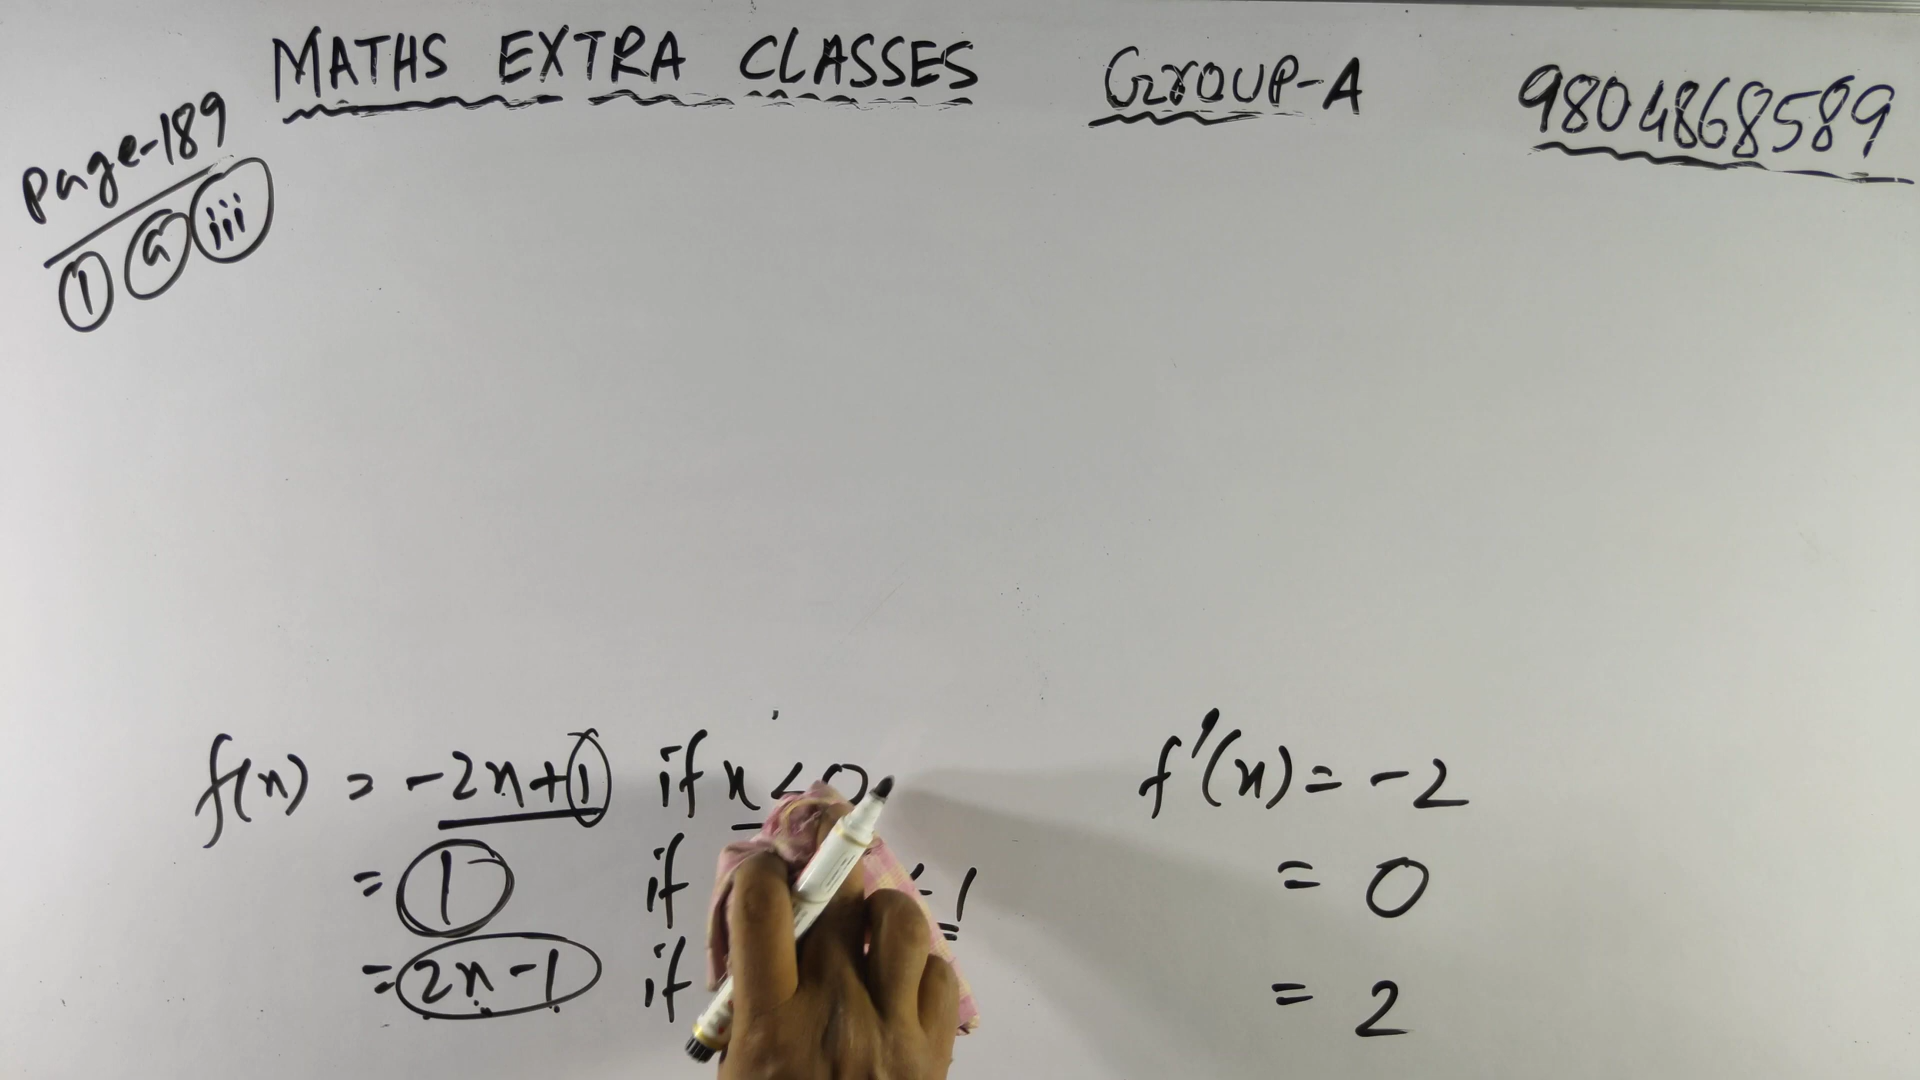 MATHS EXTRA CLASSES GROUP-A 9804868589
Page-189
1 a iii
f(x) = -2x+1 if x < 0 f'(x) = -2
= 1 if < 1 = 0
= 2x-1 if = 2